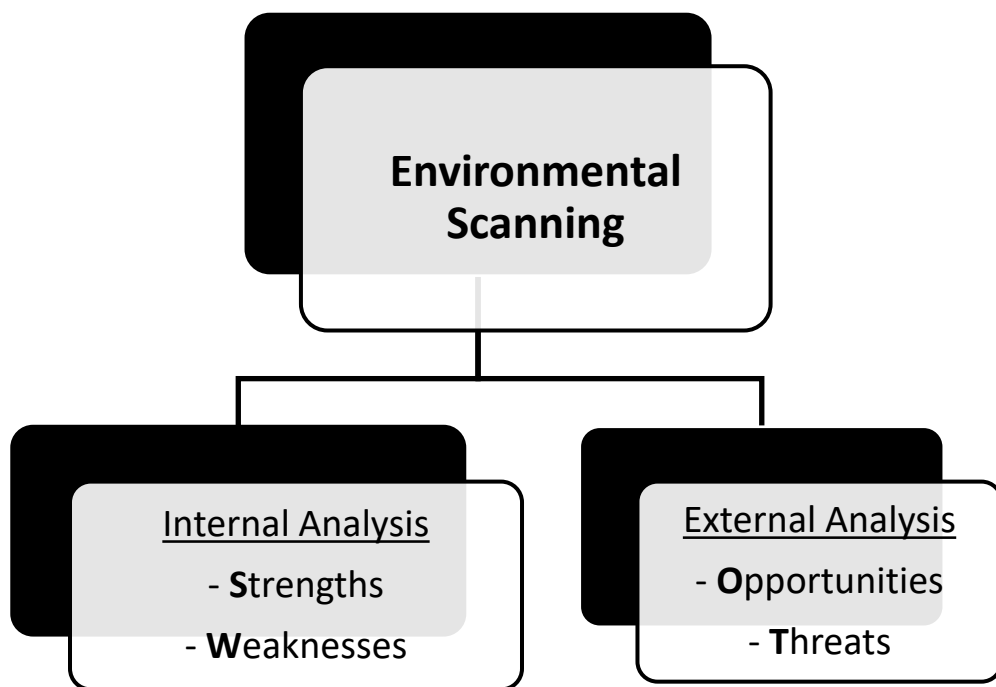 Environmental
Scanning
Internal Analysis
- Strengths
- Weaknesses
External Analysis
- Opportunities
- Threats